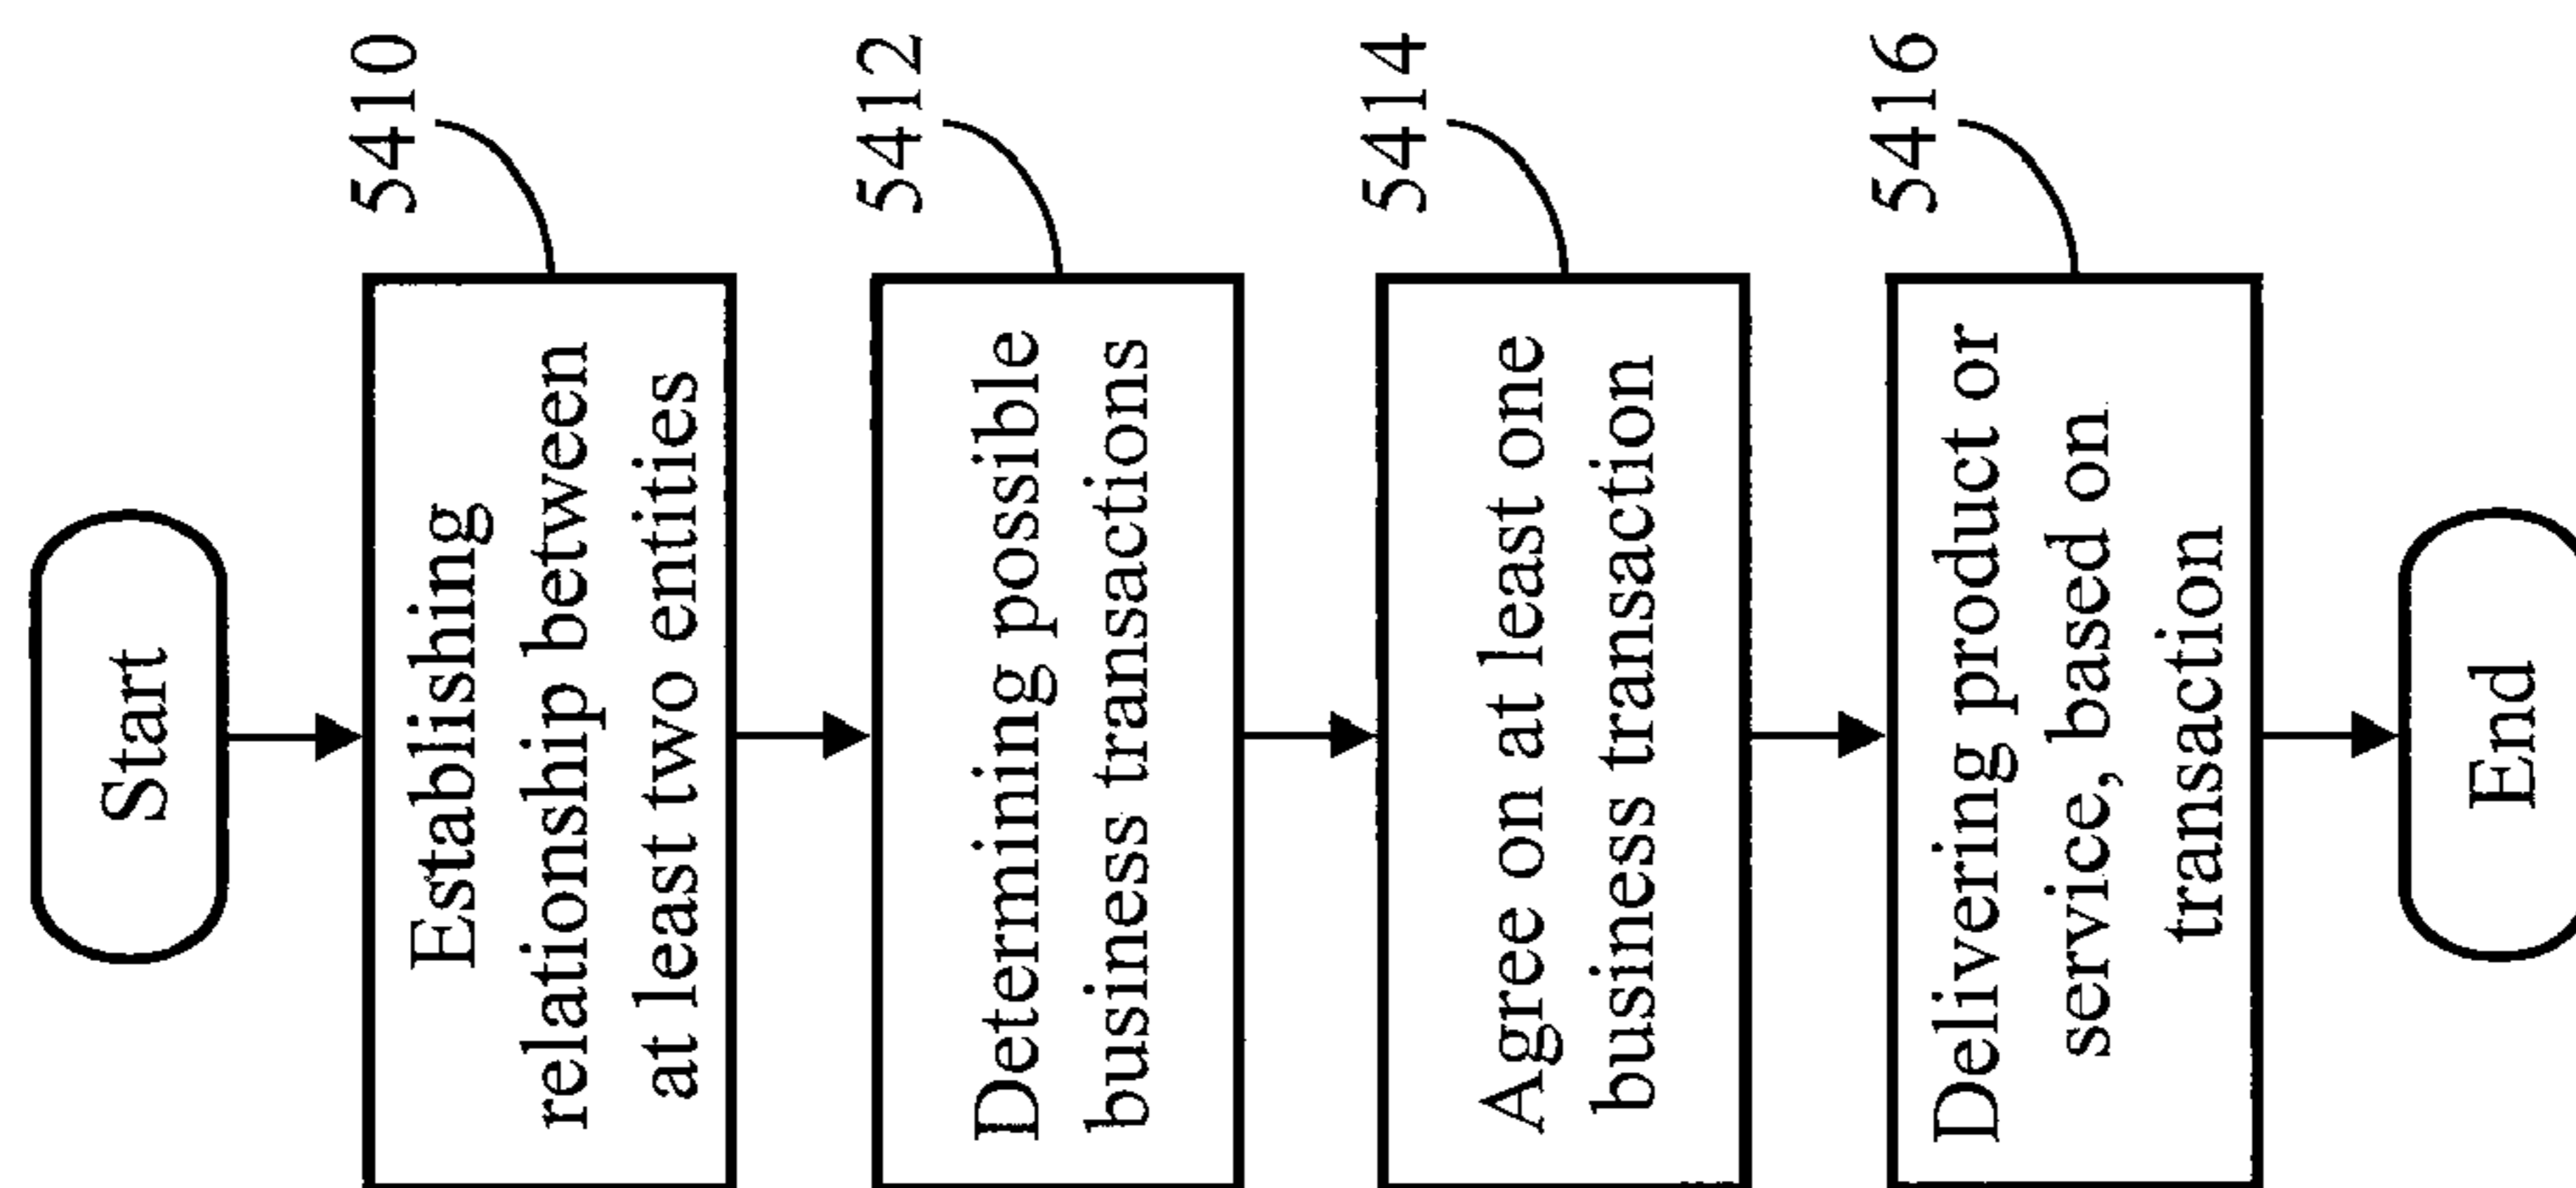 Start
5410
Establishing
relationship between
at least two entities
5412
Determining possible
business transactions
5414
Agree on at least one
business transaction
5416
Delivering product or
service, based on
transaction
End